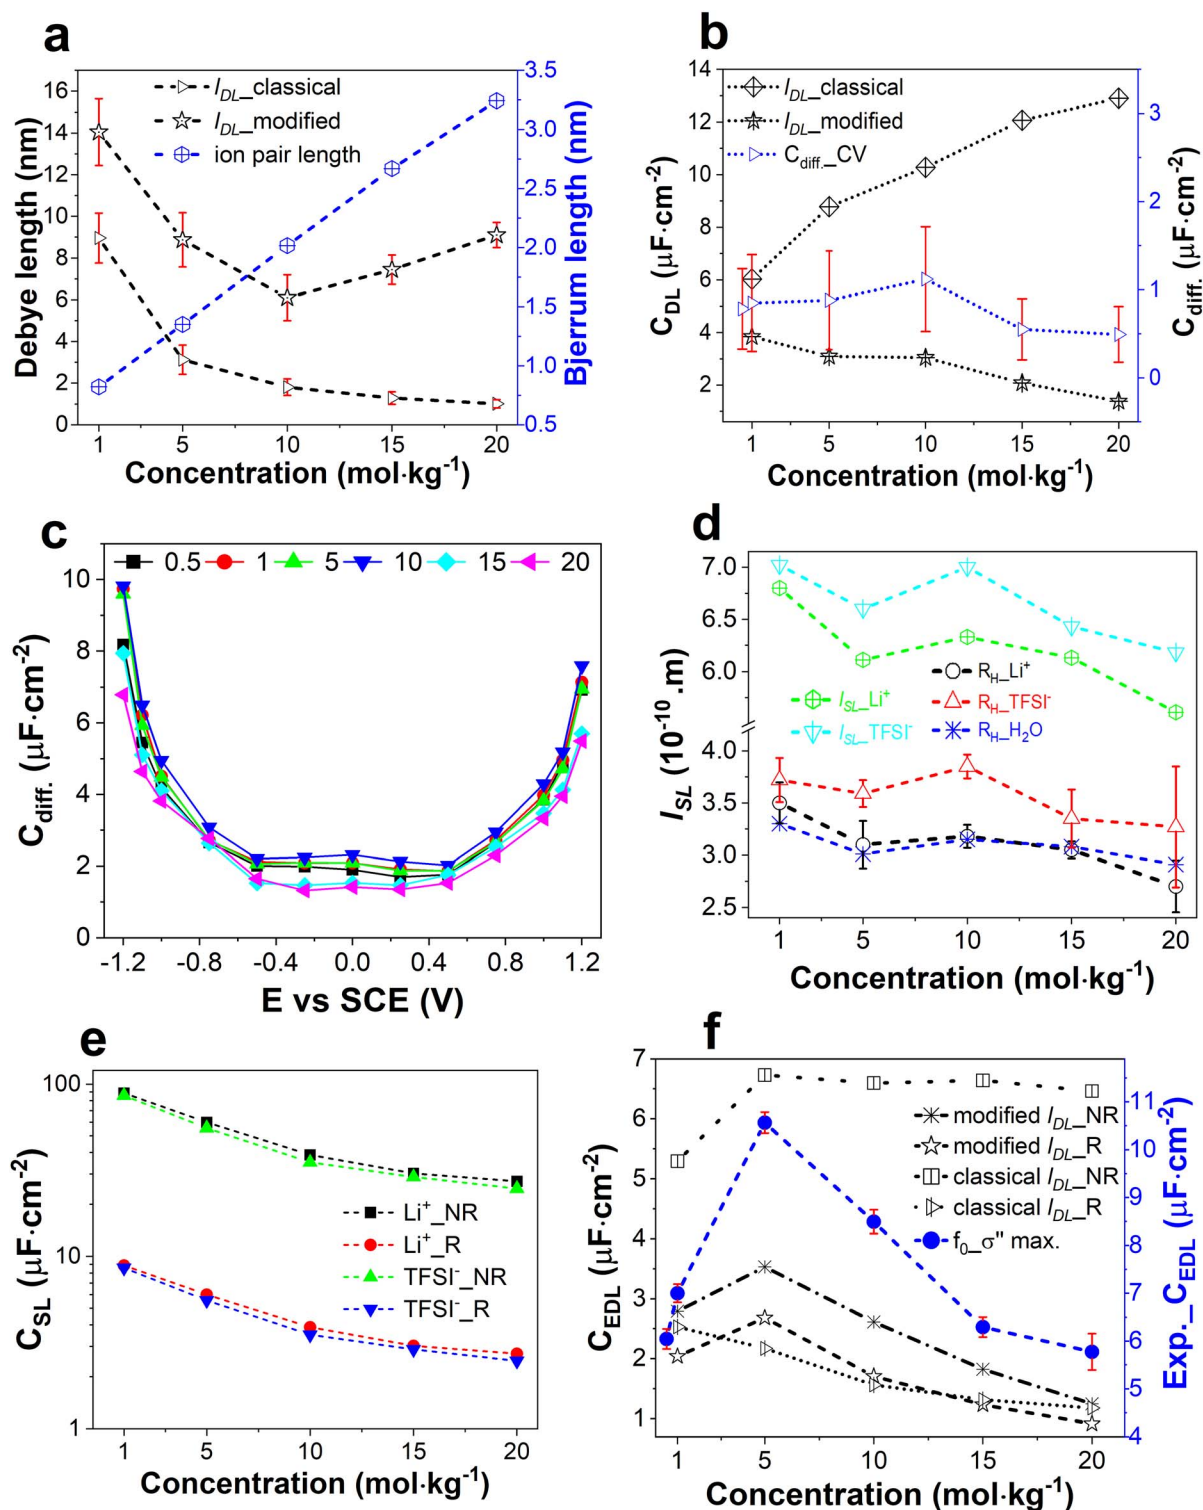 a
l_DL_classical
l_DL_modified
ion pair length
Debye length (nm)
Bjerrum length (nm)
16
14
12
10
8
6
4
2
0
3.5
3.0
2.5
2.0
1.5
1.0
0.5
1 5 10 15 20
Concentration (mol·kg⁻¹)
b
l_DL_classical
l_DL_modified
C_diff._CV
C_DL (μF·cm⁻²)
C_diff. (μF·cm⁻²)
14
12
10
8
6
4
2
3
2
1
0
1 5 10 15 20
Concentration (mol·kg⁻¹)
c
0.5 1 5 10 15 20
C_diff. (μF·cm⁻²)
10
8
6
4
2
0
-1.2 -0.8 -0.4 0.0 0.4 0.8 1.2
E vs SCE (V)
d
l_SL_Li⁺
l_SL_TFSI⁻
R_H_Li⁺
R_H_TFSI⁻
R_H_H₂O
l_SL (10⁻¹⁰.m)
7.0
6.5
6.0
4.0
3.5
3.0
2.5
1 5 10 15 20
Concentration (mol·kg⁻¹)
e
Li⁺_NR
Li⁺_R
TFSI⁻_NR
TFSI⁻_R
C_SL (μF·cm⁻²)
100
10
1
1 5 10 15 20
Concentration (mol·kg⁻¹)
f
modified l_DL_NR
modified l_DL_R
classical l_DL_NR
classical l_DL_R
f₀_σ'' max.
C_EDL (μF·cm⁻²)
Exp._C_EDL (μF·cm⁻²)
7
6
5
4
3
2
1
11
10
9
8
7
6
5
4
1 5 10 15 20
Concentration (mol·kg⁻¹)